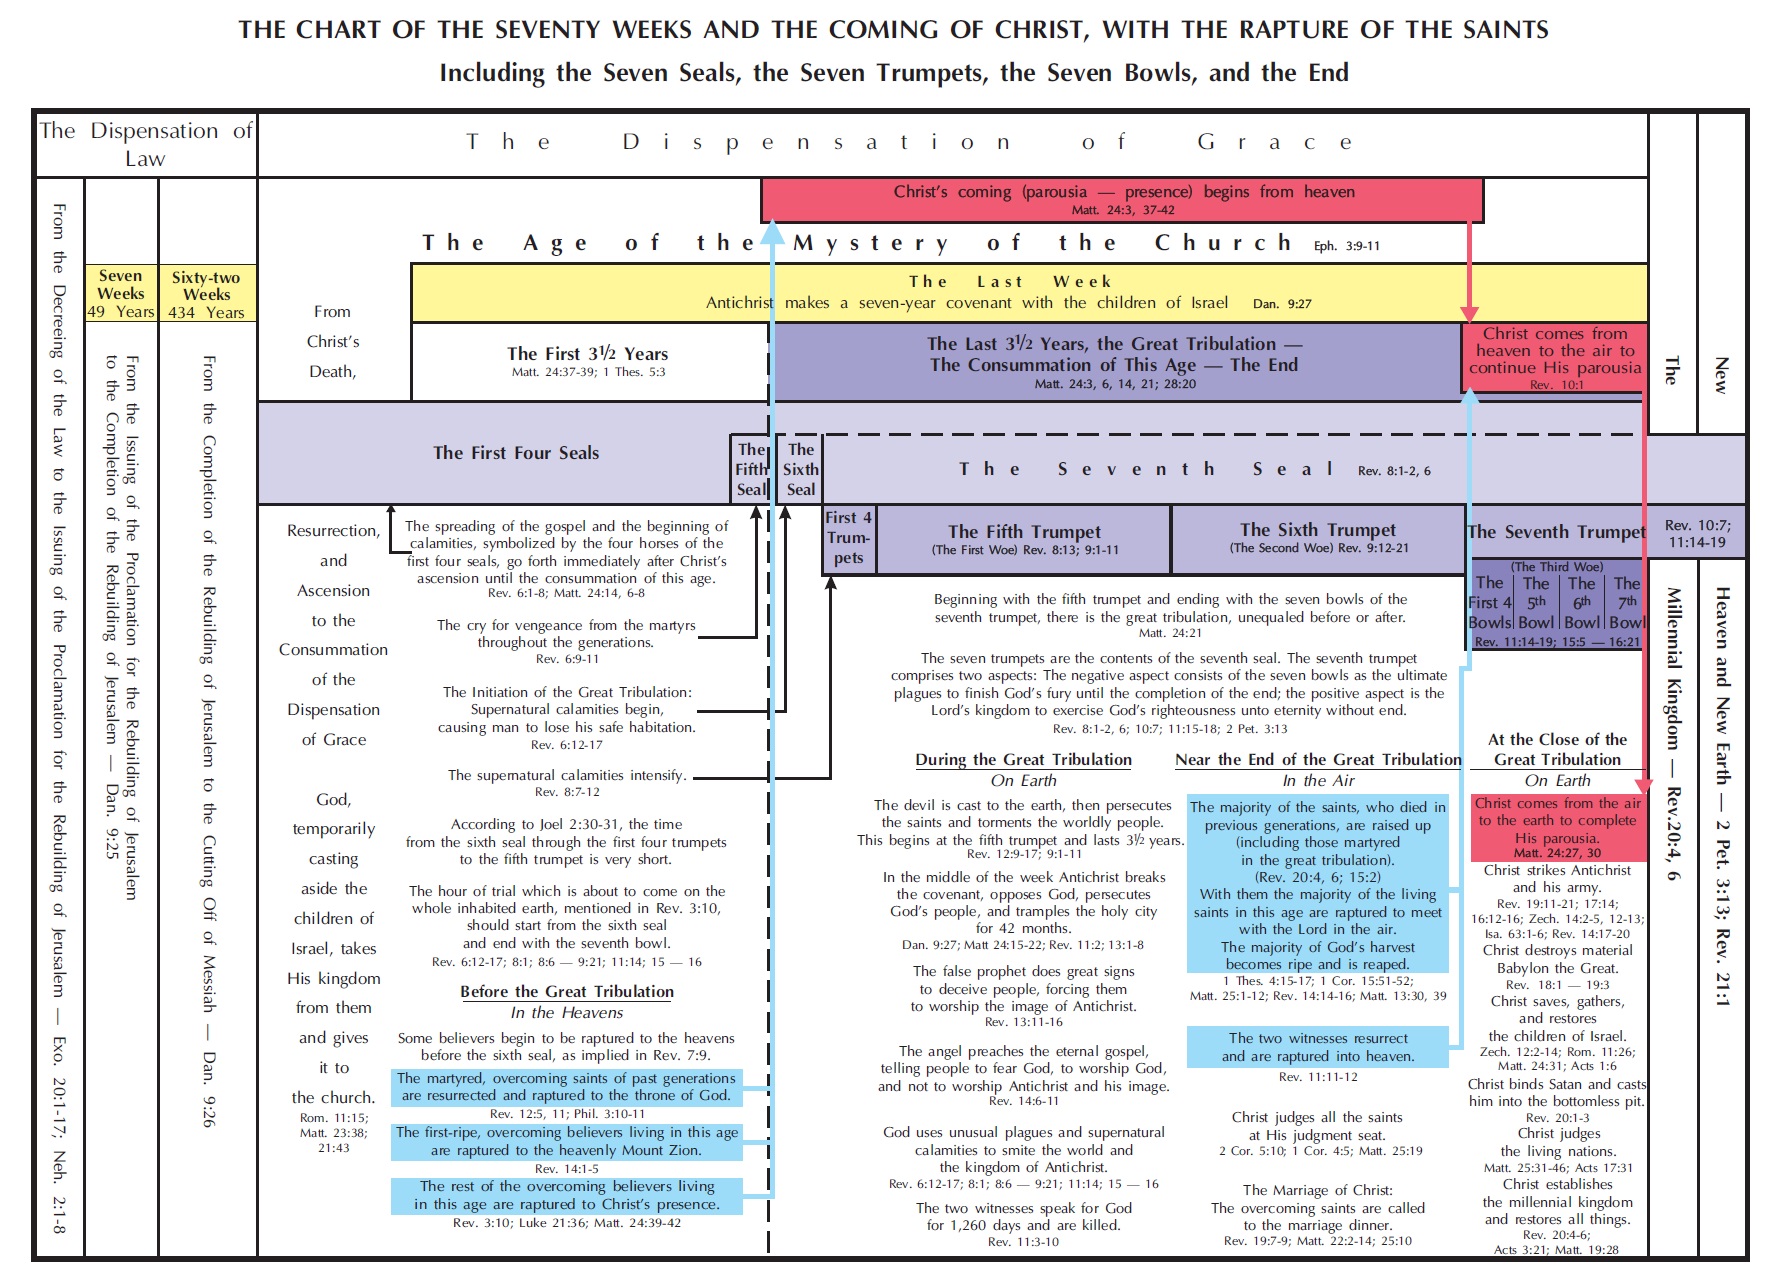 THE CHART OF THE SEVENTY WEEKS AND THE COMING OF CHRIST, WITH THE RAPTURE OF THE SAINTS
Including the Seven Seals, the Seven Trumpets, the Seven Bowls, and the End
The Dispensation of
Law
The Dispensation of Grace
From the Decreeing of the Law to the Issuing of the Proclamation for the Rebuilding of Jerusalem — Exo. 20:1-17; Neh. 2:1-8
Seven
Weeks
49 Years
From the Issuing of the Proclamation for the Rebuilding of Jerusalem
to the Completion of the Rebuilding of Jerusalem — Dan. 9:25
Sixty-two
Weeks
434 Years
From the Completion of the Rebuilding of Jerusalem to the Cutting Off of Messiah — Dan. 9:26
Christ's coming (parousia — presence) begins from heaven
Matt. 24:3, 37-42
The Age of the Mystery of the Church Eph. 3:9-11
The Last Week
Antichrist makes a seven-year covenant with the children of Israel Dan. 9:27
From
Christ's
Death,
The First 3½ Years
Matt. 24:37-39; 1 Thes. 5:3
The Last 3½ Years, the Great Tribulation —
The Consummation of This Age — The End
Matt. 24:3, 6, 14, 21; 28:20
Christ comes from
heaven to the air to
continue His parousia
Rev. 10:1
The First Four Seals
The
Fifth
Seal
The
Sixth
Seal
The Seventh Seal Rev. 8:1-2, 6
First 4
Trum-
pets
The Fifth Trumpet
(The First Woe) Rev. 8:13; 9:1-11
The Sixth Trumpet
(The Second Woe) Rev. 9:12-21
The Seventh Trumpet
Rev. 10:7;
11:14-19
(The Third Woe)
The
First 4
Bowls
The
5th
Bowl
The
6th
Bowl
The
7th
Bowl
Rev. 11:14-19; 15:5 — 16:21
Resurrection,
and
Ascension
to the
Consummation
of the
Dispensation
of Grace
God,
temporarily
casting
aside the
children of
Israel, takes
His kingdom
from them
and gives
it to
the church.
Rom. 11:15;
Matt. 23:38;
21:43
The spreading of the gospel and the beginning of
calamities, symbolized by the four horses of the
first four seals, go forth immediately after Christ's
ascension until the consummation of this age.
Rev. 6:1-8; Matt. 24:14, 6-8
The cry for vengeance from the martyrs
throughout the generations.
Rev. 6:9-11
The Initiation of the Great Tribulation:
Supernatural calamities begin,
causing man to lose his safe habitation.
Rev. 6:12-17
The supernatural calamities intensify.
Rev. 8:7-12
According to Joel 2:30-31, the time
from the sixth seal through the first four trumpets
to the fifth trumpet is very short.
The hour of trial which is about to come on the
whole inhabited earth, mentioned in Rev. 3:10,
should start from the sixth seal
and end with the seventh bowl.
Rev. 6:12-17; 8:1; 8:6 — 9:21; 11:14; 15 — 16
Before the Great Tribulation
In the Heavens
Some believers begin to be raptured to the heavens
before the sixth seal, as implied in Rev. 7:9.
The martyred, overcoming saints of past generations
are resurrected and raptured to the throne of God.
Rev. 12:5, 11; Phil. 3:10-11
The first-ripe, overcoming believers living in this age
are raptured to the heavenly Mount Zion.
Rev. 14:1-5
The rest of the overcoming believers living
in this age are raptured to Christ's presence.
Rev. 3:10; Luke 21:36; Matt. 24:39-42
Beginning with the fifth trumpet and ending with the seven bowls of the
seventh trumpet, there is the great tribulation, unequaled before or after.
Matt. 24:21
The seven trumpets are the contents of the seventh seal. The seventh trumpet
comprises two aspects: The negative aspect consists of the seven bowls as the ultimate
plagues to finish God's fury until the completion of the end; the positive aspect is the
Lord's kingdom to exercise God's righteousness unto eternity without end.
Rev. 8:1-2, 6; 10:7; 11:15-18; 2 Pet. 3:13
During the Great Tribulation
On Earth
The devil is cast to the earth, then persecutes
the saints and torments the worldly people.
This begins at the fifth trumpet and lasts 3½ years.
Rev. 12:9-17; 9:1-11
In the middle of the week Antichrist breaks
the covenant, opposes God, persecutes
God's people, and tramples the holy city
for 42 months.
Dan. 9:27; Matt 24:15-22; Rev. 11:2; 13:1-8
The false prophet does great signs
to deceive people, forcing them
to worship the image of Antichrist.
Rev. 13:11-16
The angel preaches the eternal gospel,
telling people to fear God, to worship God,
and not to worship Antichrist and his image.
Rev. 14:6-11
God uses unusual plagues and supernatural
calamities to smite the world and
the kingdom of Antichrist.
Rev. 6:12-17; 8:1; 8:6 — 9:21; 11:14; 15 — 16
The two witnesses speak for God
for 1,260 days and are killed.
Rev. 11:3-10
Near the End of the Great Tribulation
In the Air
The majority of the saints, who died in
previous generations, are raised up
(including those martyred
in the great tribulation).
(Rev. 20:4, 6; 15:2)
With them the majority of the living
saints in this age are raptured to meet
with the Lord in the air.
The majority of God's harvest
becomes ripe and is reaped.
1 Thes. 4:15-17; 1 Cor. 15:51-52;
Matt. 25:1-12; Rev. 14:14-16; Matt. 13:30, 39
The two witnesses resurrect
and are raptured into heaven.
Rev. 11:11-12
Christ judges all the saints
at His judgment seat.
2 Cor. 5:10; 1 Cor. 4:5; Matt. 25:19
The Marriage of Christ:
The overcoming saints are called
to the marriage dinner.
Rev. 19:7-9; Matt. 22:2-14; 25:10
At the Close of the
Great Tribulation
On Earth
Christ comes from the air
to the earth to complete
His parousia.
Matt. 24:27, 30
Christ strikes Antichrist
and his army.
Rev. 19:11-21; 17:14;
16:12-16; Zech. 14:2-5, 12-13;
Isa. 63:1-6; Rev. 14:17-20
Christ destroys material
Babylon the Great.
Rev. 18:1 — 19:3
Christ saves, gathers,
and restores
the children of Israel.
Zech. 12:2-14; Rom. 11:26;
Matt. 24:31; Acts 1:6
Christ binds Satan and casts
him into the bottomless pit.
Rev. 20:1-3
Christ judges
the living nations.
Matt. 25:31-46; Acts 17:31
Christ establishes
the millennial kingdom
and restores all things.
Rev. 20:4-6;
Acts 3:21; Matt. 19:28
The Millennial Kingdom — Rev.20:4, 6
New Heaven and New Earth — 2 Pet. 3:13; Rev. 21:1